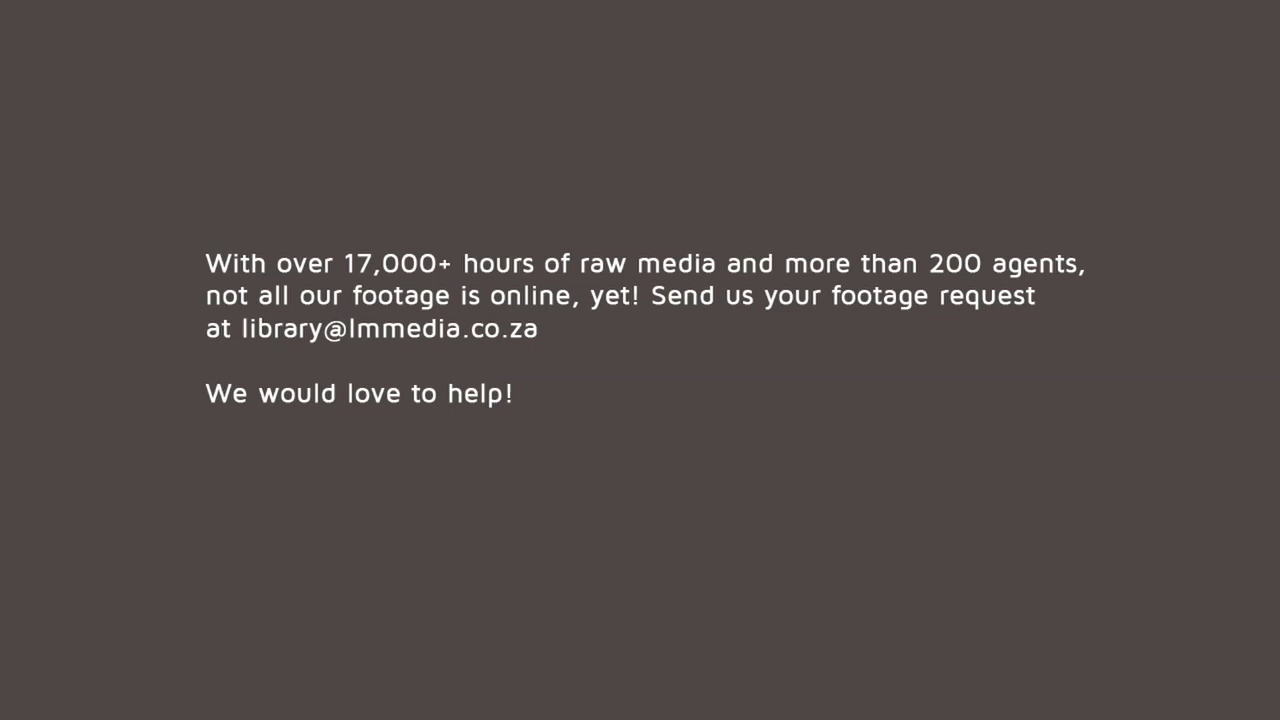 With over 17,000+ hours of raw media and more than 200 agents,
not all our footage is online, yet! Send us your footage request
at library@lmmedia.co.za
We would love to help!